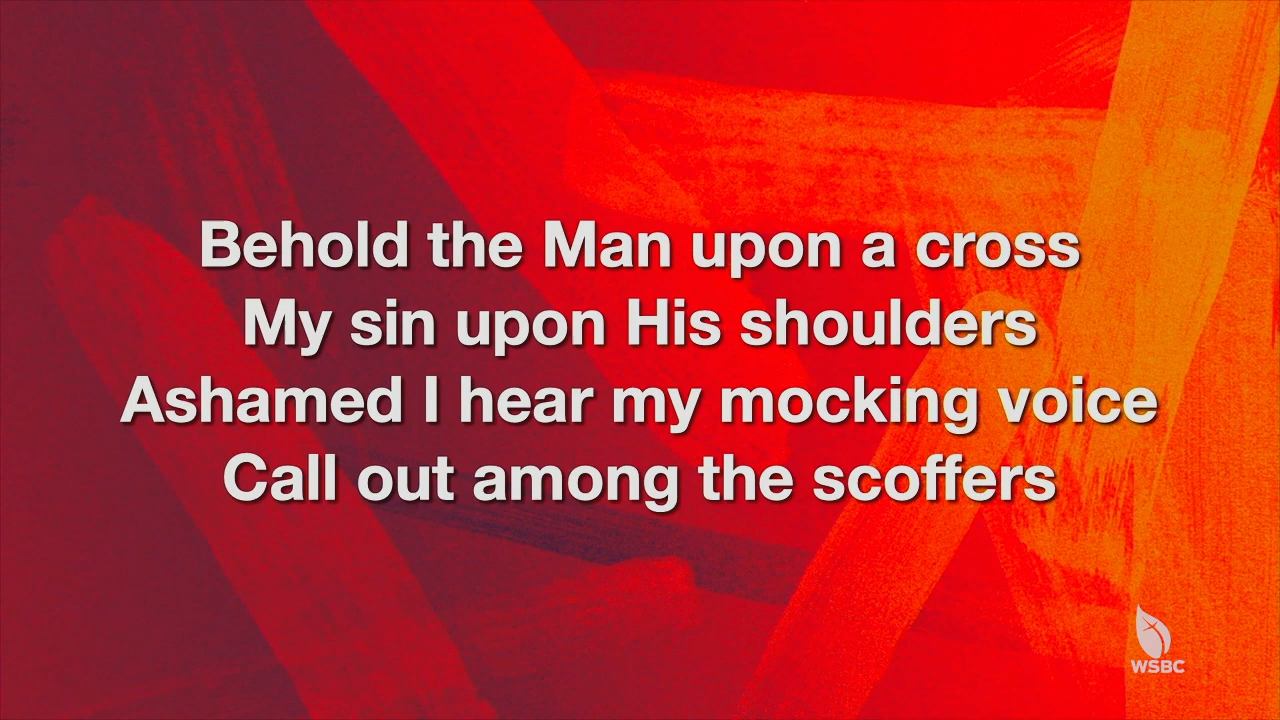 Behold the Man upon a cross
My sin upon His shoulders
Ashamed I hear my mocking voice
Call out among the scoffers
WSBC